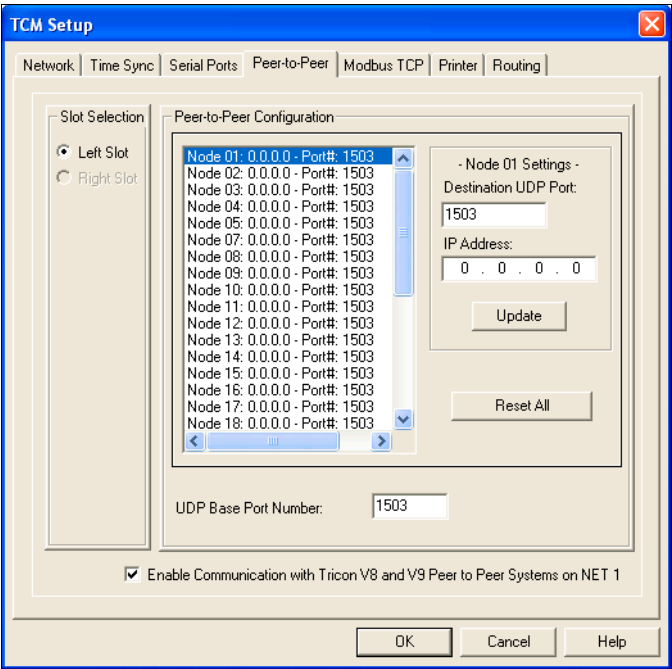 TCM Setup
Network Time Sync Serial Ports Peer-to-Peer Modbus TCP Printer Routing
Slot Selection
Left Slot
Right Slot
Peer-to-Peer Configuration
Node 01: 0.0.0.0 - Port#: 1503
Node 02: 0.0.0.0 - Port#: 1503
Node 03: 0.0.0.0 - Port#: 1503
Node 04: 0.0.0.0 - Port#: 1503
Node 05: 0.0.0.0 - Port#: 1503
Node 07: 0.0.0.0 - Port#: 1503
Node 08: 0.0.0.0 - Port#: 1503
Node 09: 0.0.0.0 - Port#: 1503
Node 10: 0.0.0.0 - Port#: 1503
Node 11: 0.0.0.0 - Port#: 1503
Node 12: 0.0.0.0 - Port#: 1503
Node 13: 0.0.0.0 - Port#: 1503
Node 14: 0.0.0.0 - Port#: 1503
Node 15: 0.0.0.0 - Port#: 1503
Node 16: 0.0.0.0 - Port#: 1503
Node 17: 0.0.0.0 - Port#: 1503
Node 18: 0.0.0.0 - Port#: 1503
- Node 01 Settings -
Destination UDP Port:
1503
IP Address:
0 . 0 . 0 . 0
Update
Reset All
UDP Base Port Number: 1503
Enable Communication with Tricon V8 and V9 Peer to Peer Systems on NET 1
OK Cancel Help